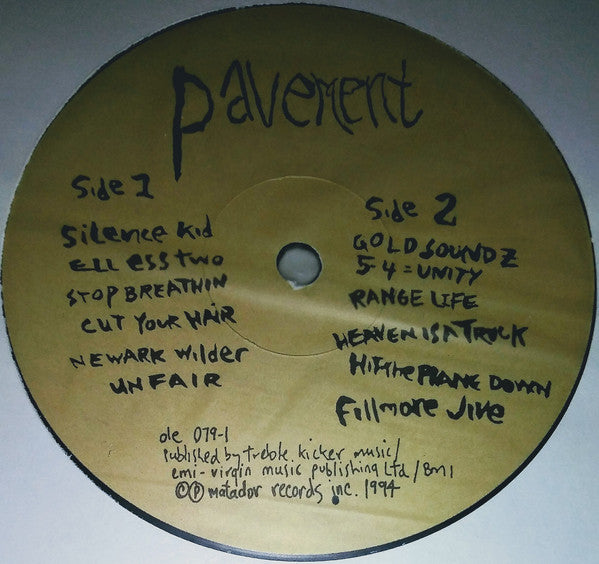 pavement
Side 1
Silence Kid
ELL ESS TWO
STOP BREATHIN
CUT YOUR HAIR
NEWARK Wilder
UNFAIR
Side 2
GOLD SOUNDZ
5-4=UNITY
RANGE LIFE
HEAVEN IS A TRUCK
HIT the PLANE DOWN
Fillmore Jive
ole 079-1
published by treble kicker music/
emi-virgin music publishing Ltd/BMI
©℗ matador records inc. 1994